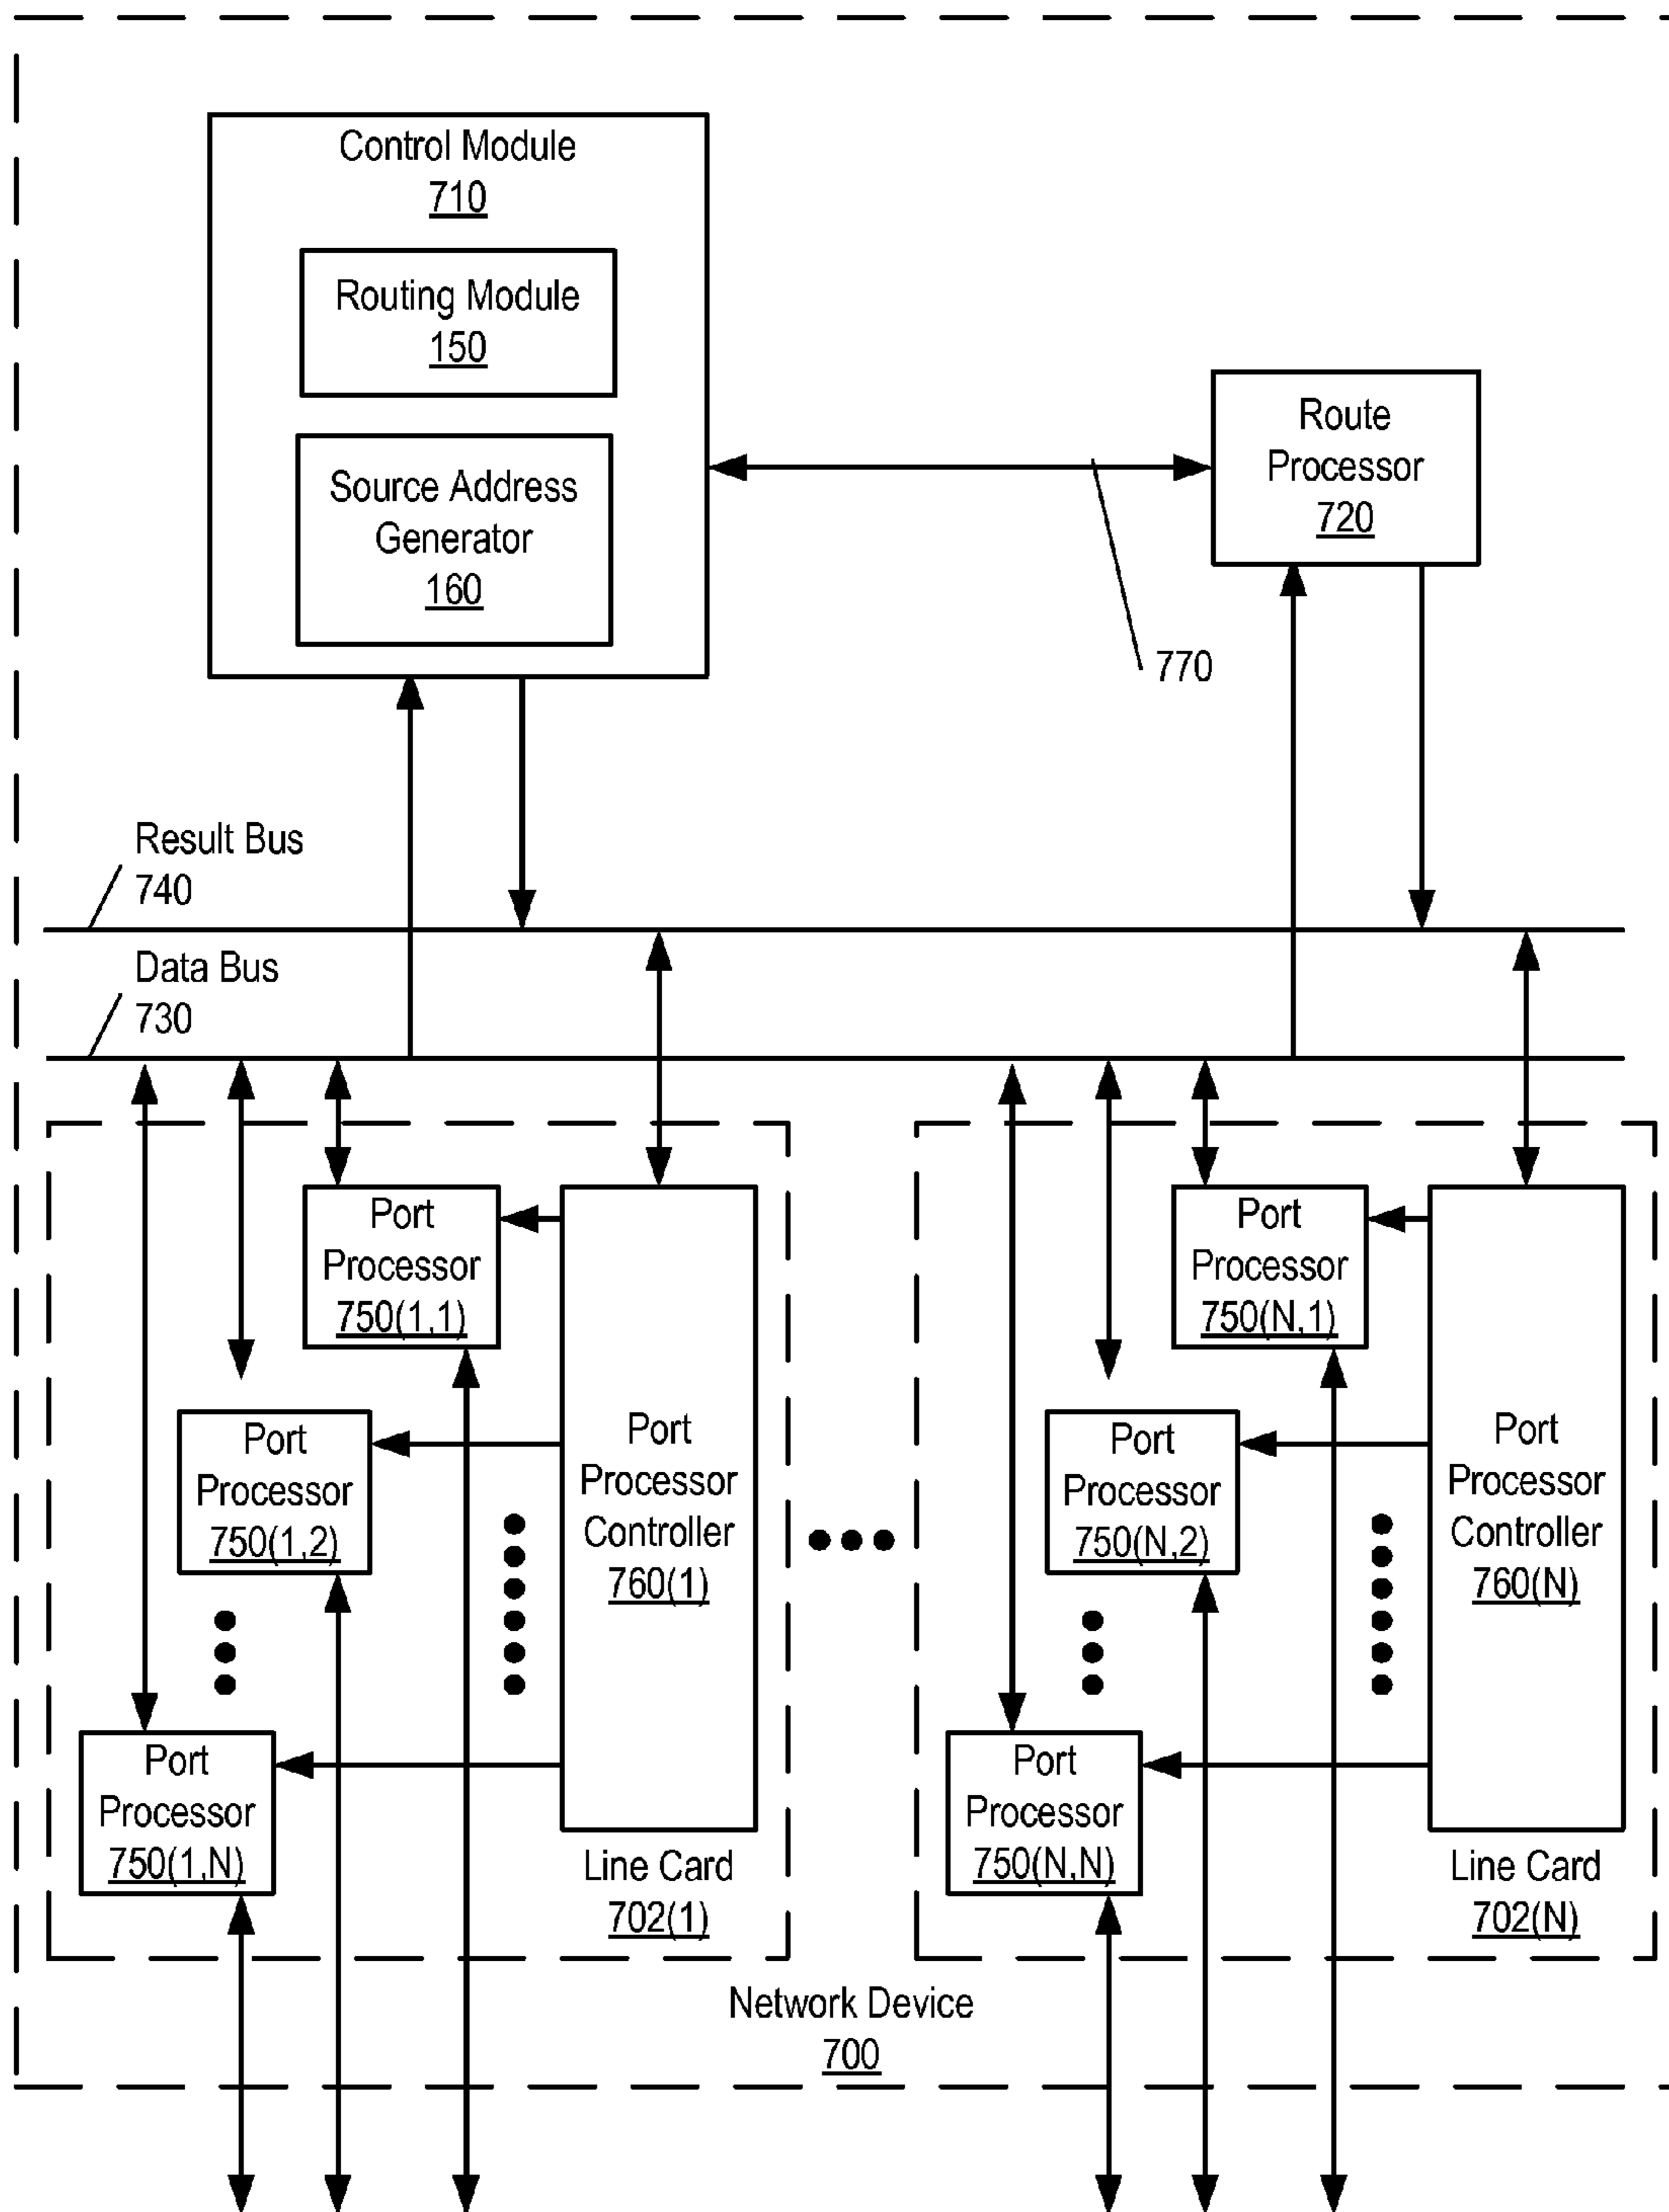 Control Module
710
Routing Module
150
Source Address
Generator
160
Route
Processor
720
770
Result Bus
740
Data Bus
730
Port
Processor
750(1,1)
Port
Processor
750(1,2)
Port
Processor
750(1,N)
Port
Processor
Controller
760(1)
Line Card
702(1)
Port
Processor
750(N,1)
Port
Processor
750(N,2)
Port
Processor
750(N,N)
Port
Processor
Controller
760(N)
Line Card
702(N)
Network Device
700